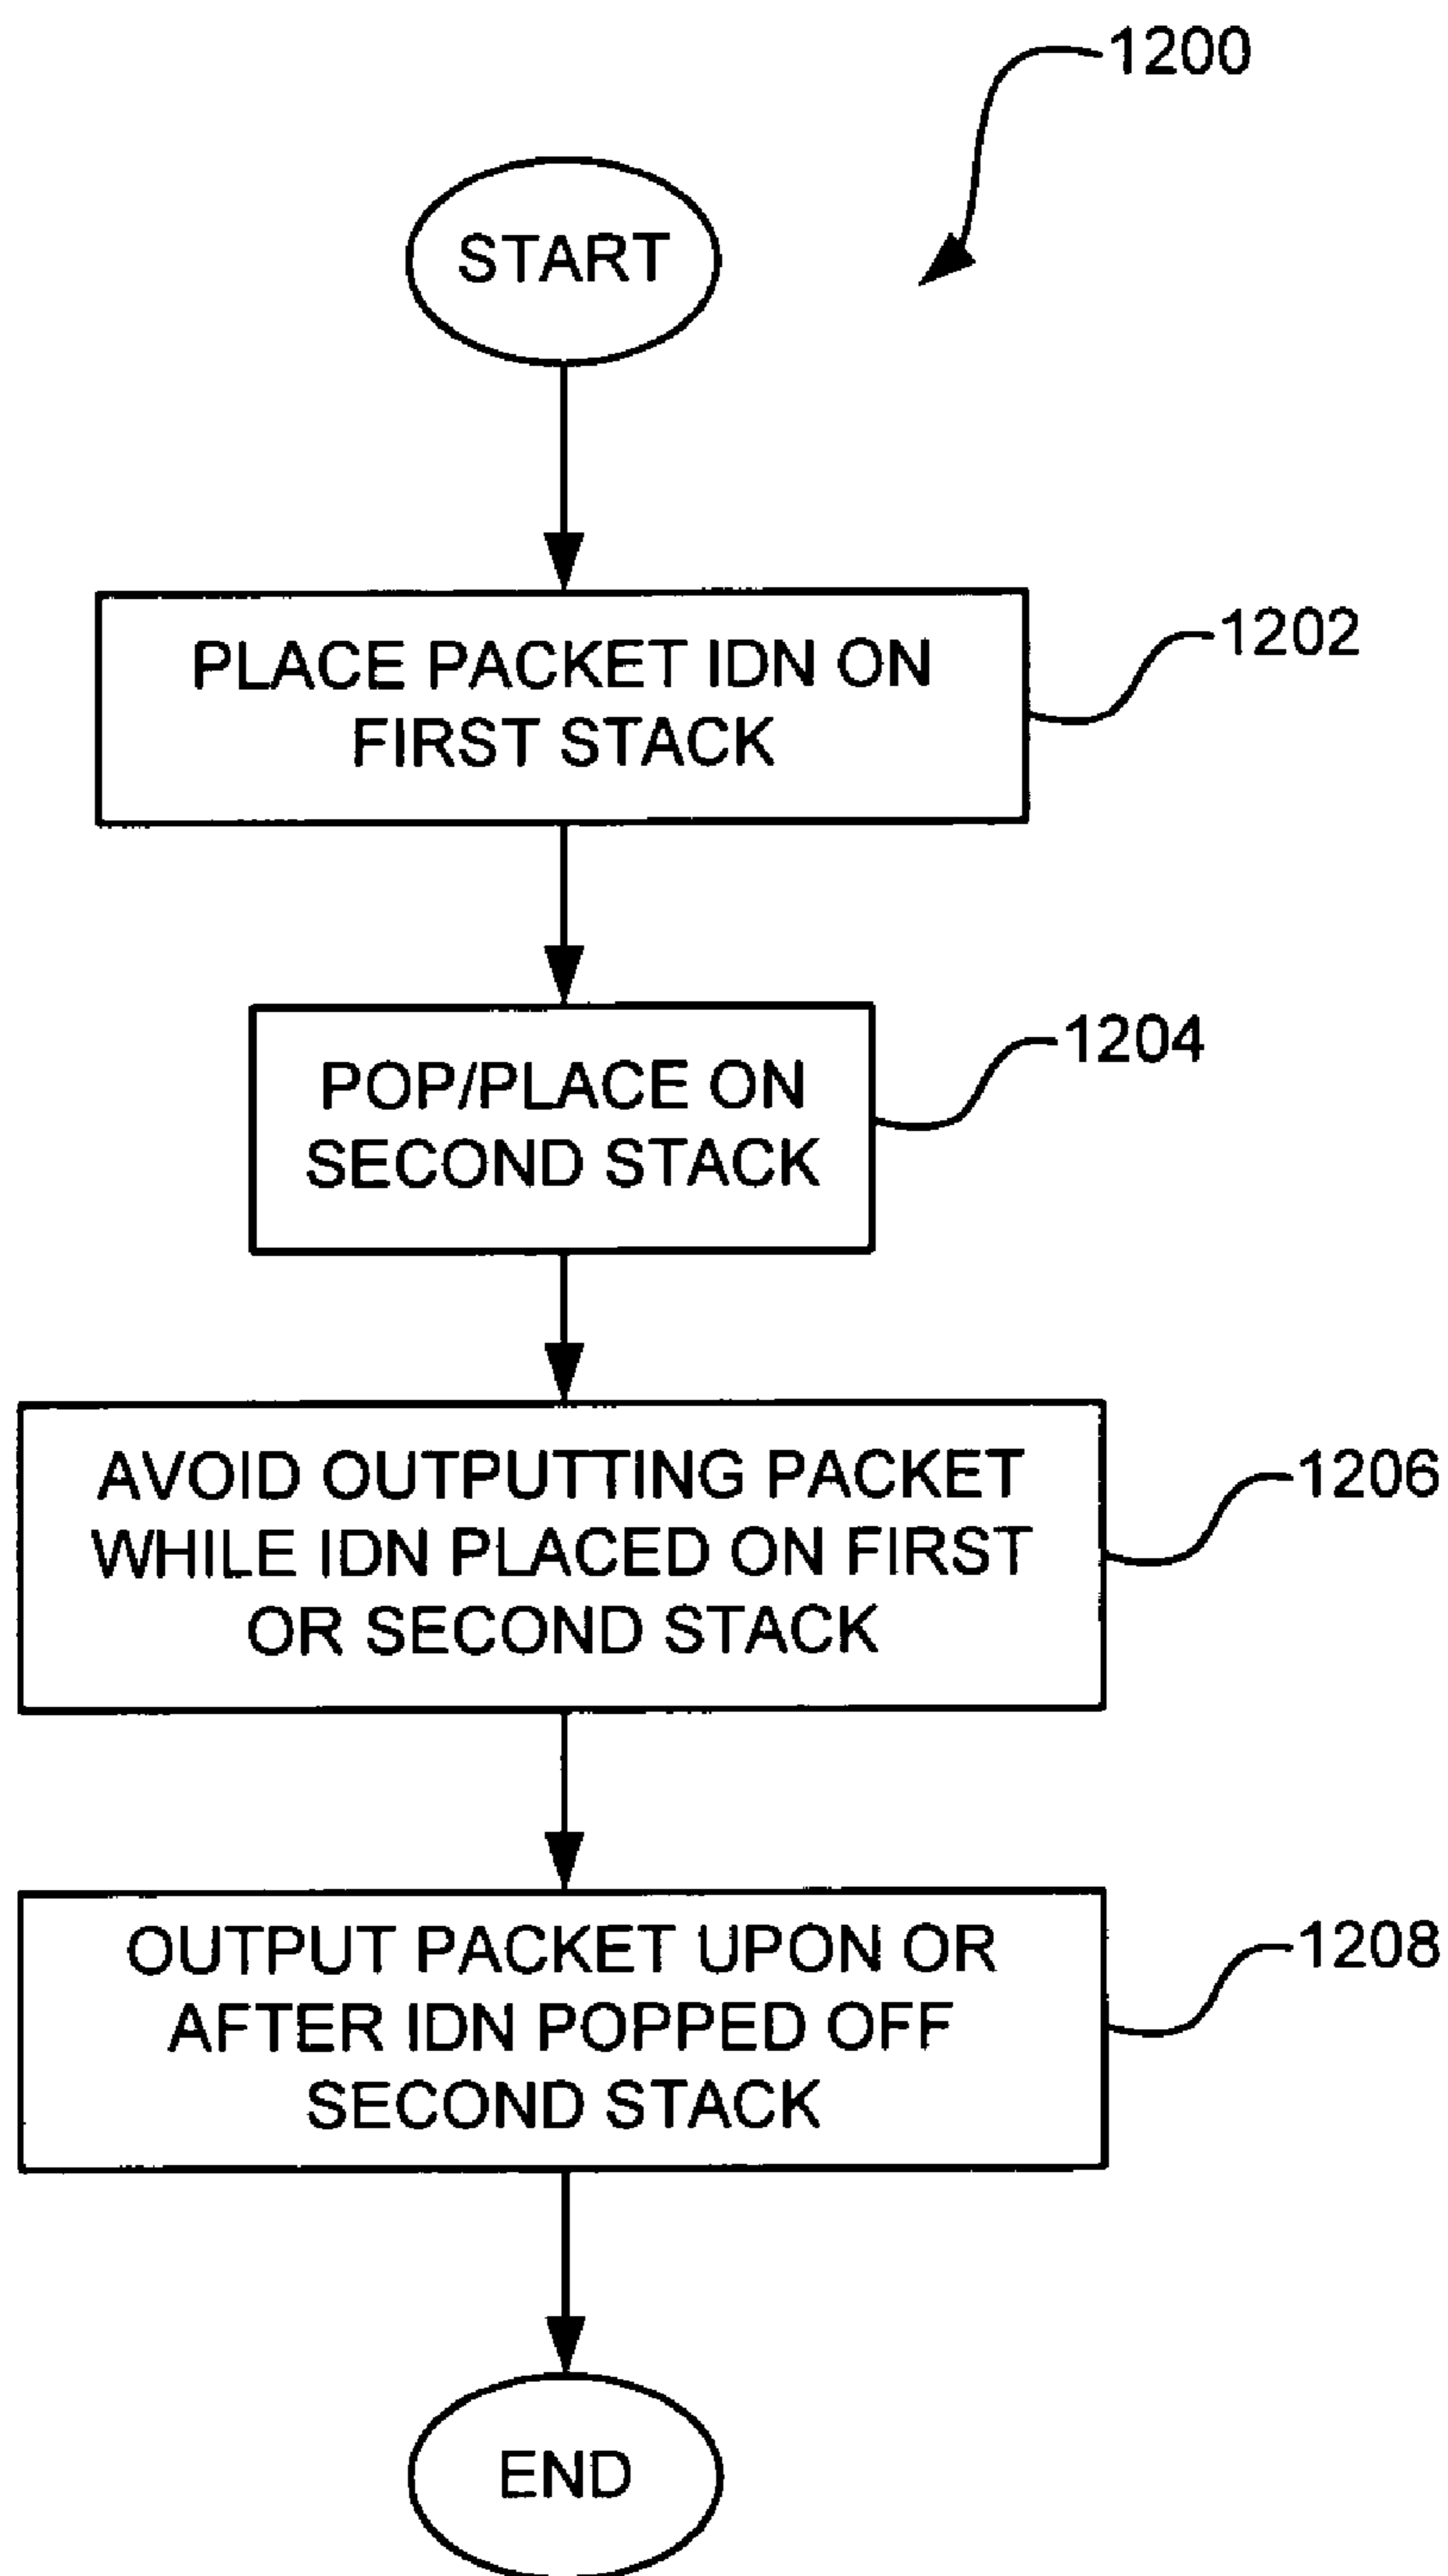 1200
START
PLACE PACKET IDN ON
FIRST STACK
1202
POP/PLACE ON
SECOND STACK
1204
AVOID OUTPUTTING PACKET
WHILE IDN PLACED ON FIRST
OR SECOND STACK
1206
OUTPUT PACKET UPON OR
AFTER IDN POPPED OFF
SECOND STACK
1208
END